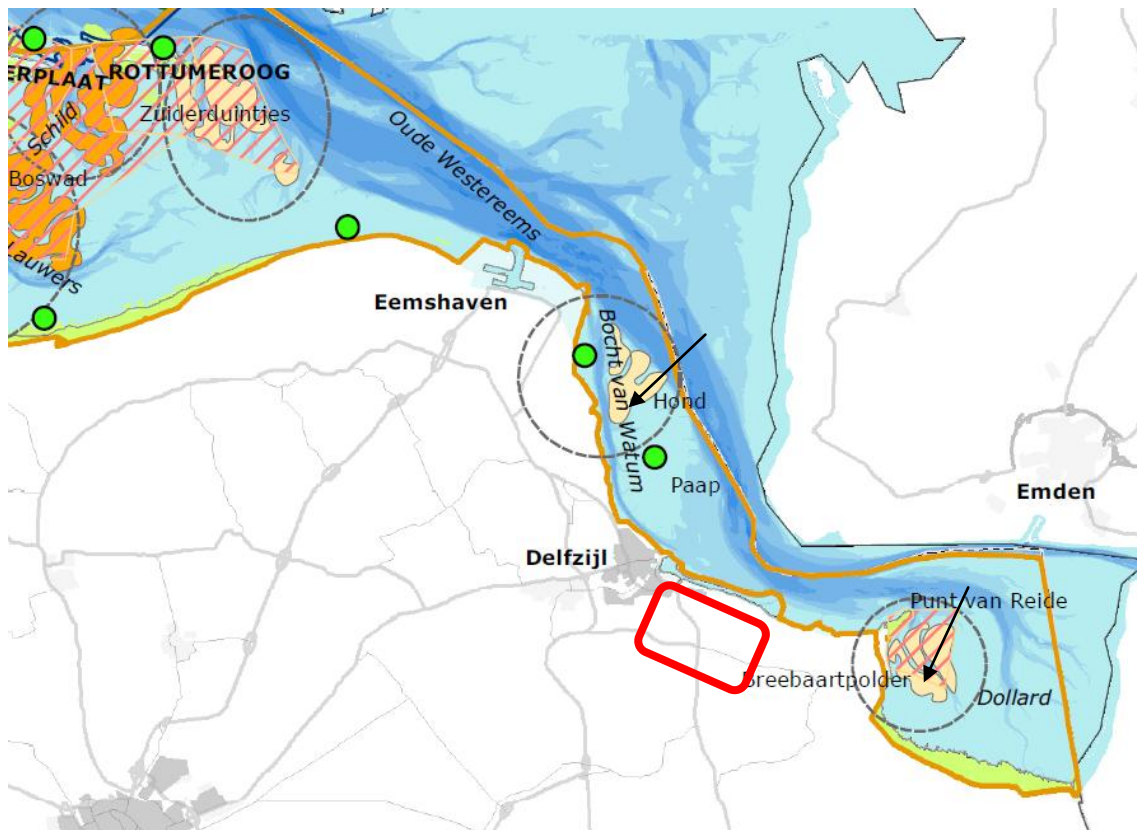 ERPLAAT
ROTTUMEROOG
Schild
Zuiderduintjes
Boswad
Lauwers
Oude Westereems
Eemshaven
Bocht van Watum
Hond
Paap
Emden
Delfzijl
Punt van Reide
Breebaartpolder
Dollard